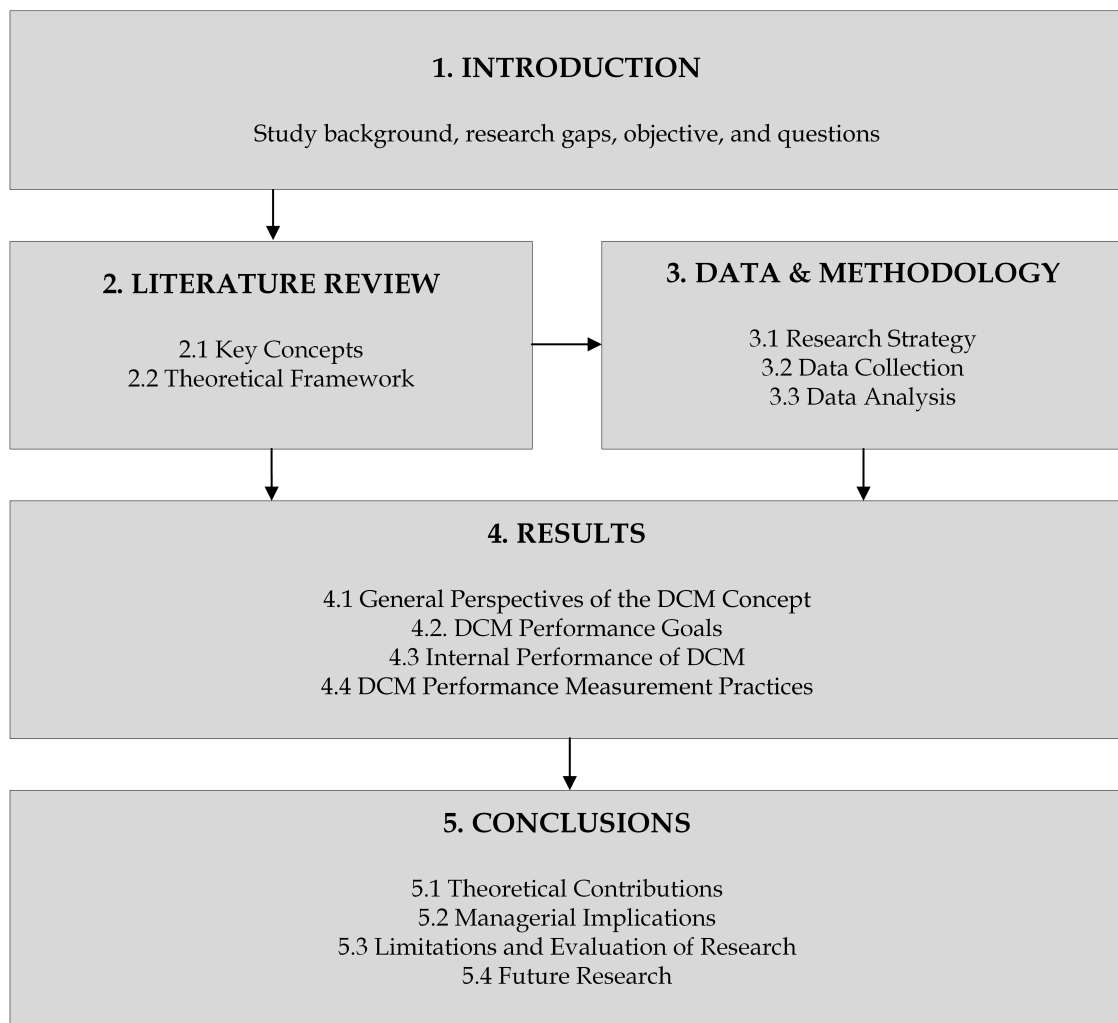 1. INTRODUCTION
Study background, research gaps, objective, and questions
2. LITERATURE REVIEW
2.1 Key Concepts
2.2 Theoretical Framework
3. DATA & METHODOLOGY
3.1 Research Strategy
3.2 Data Collection
3.3 Data Analysis
4. RESULTS
4.1 General Perspectives of the DCM Concept
4.2. DCM Performance Goals
4.3 Internal Performance of DCM
4.4 DCM Performance Measurement Practices
5. CONCLUSIONS
5.1 Theoretical Contributions
5.2 Managerial Implications
5.3 Limitations and Evaluation of Research
5.4 Future Research